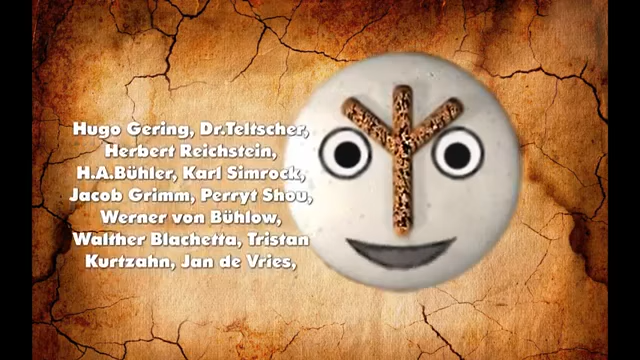 Hugo Gering, Dr.Teltscher,
Herbert Reichstein,
H.A.Bühler, Karl Simrock,
Jacob Grimm, Perryt Shou,
Werner von Bühlow,
Walther Blachetta, Tristan
Kurtzahn, Jan de Vries,